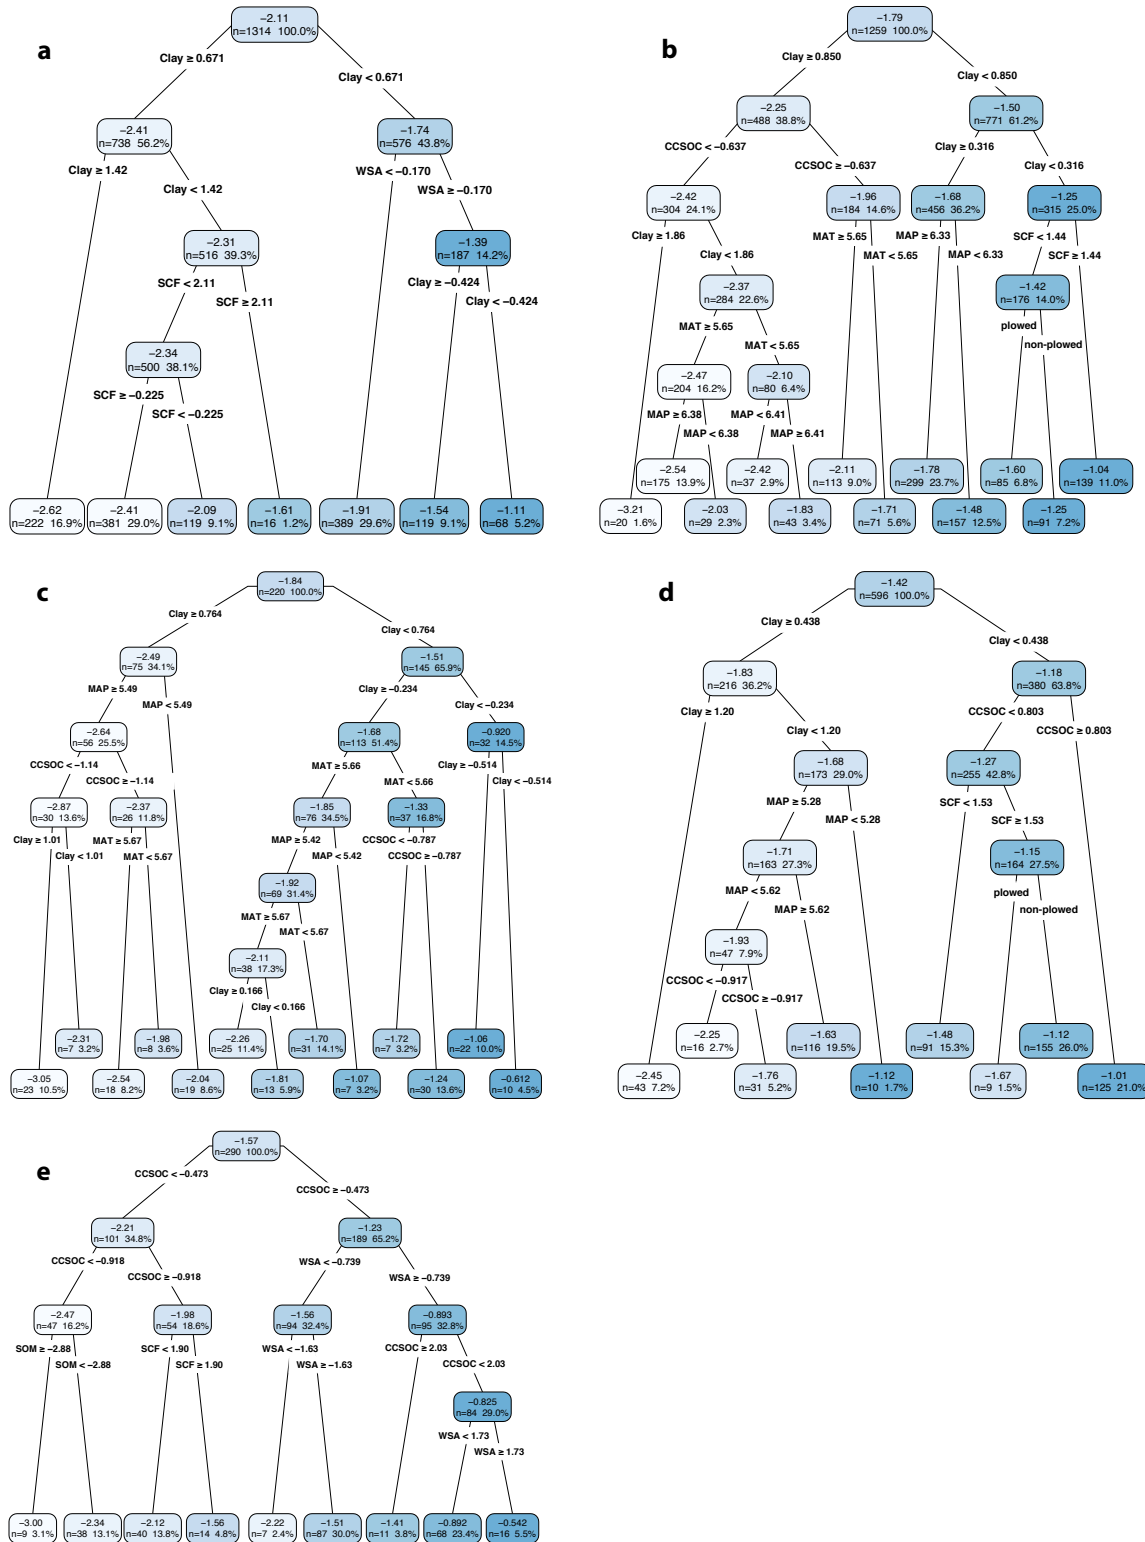 a
−2.11
n=1314 100.0%
Clay ≥ 0.671
Clay < 0.671
−2.41
n=738 56.2%
−1.74
n=576 43.8%
Clay ≥ 1.42
Clay < 1.42
WSA < −0.170
WSA ≥ −0.170
−2.31
n=516 39.3%
−1.39
n=187 14.2%
SCF < 2.11
SCF ≥ 2.11
Clay ≥ −0.424
Clay < −0.424
−2.34
n=500 38.1%
SCF ≥ −0.225
SCF < −0.225
−2.62
n=222 16.9%
−2.41
n=381 29.0%
−2.09
n=119 9.1%
−1.61
n=16 1.2%
−1.91
n=389 29.6%
−1.54
n=119 9.1%
−1.11
n=68 5.2%
b
−1.79
n=1259 100.0%
Clay ≥ 0.850
Clay < 0.850
−2.25
n=488 38.8%
−1.50
n=771 61.2%
CCSOC < −0.637
CCSOC ≥ −0.637
Clay ≥ 0.316
Clay < 0.316
−2.42
n=304 24.1%
−1.96
n=184 14.6%
−1.68
n=456 36.2%
−1.25
n=315 25.0%
Clay ≥ 1.86
Clay < 1.86
MAT ≥ 5.65
MAT < 5.65
MAP ≥ 6.33
MAP < 6.33
SCF < 1.44
SCF ≥ 1.44
−2.37
n=284 22.6%
−1.42
n=176 14.0%
MAT ≥ 5.65
MAT < 5.65
plowed
non-plowed
−2.47
n=204 16.2%
−2.10
n=80 6.4%
MAP ≥ 6.38
MAP < 6.38
MAP < 6.41
MAP ≥ 6.41
−2.54
n=175 13.9%
−2.42
n=37 2.9%
−2.11
n=113 9.0%
−1.78
n=299 23.7%
−1.60
n=85 6.8%
−1.04
n=139 11.0%
−3.21
n=20 1.6%
−2.03
n=29 2.3%
−1.83
n=43 3.4%
−1.71
n=71 5.6%
−1.48
n=157 12.5%
−1.25
n=91 7.2%
c
−1.84
n=220 100.0%
Clay ≥ 0.764
Clay < 0.764
−2.49
n=75 34.1%
−1.51
n=145 65.9%
MAP ≥ 5.49
MAP < 5.49
Clay ≥ −0.234
Clay < −0.234
−2.64
n=56 25.5%
−1.68
n=113 51.4%
−0.920
n=32 14.5%
CCSOC < −1.14
CCSOC ≥ −1.14
MAT ≥ 5.66
MAT < 5.66
Clay ≥ −0.514
Clay < −0.514
−2.87
n=30 13.6%
−2.37
n=26 11.8%
−1.85
n=76 34.5%
−1.33
n=37 16.8%
Clay ≥ 1.01
Clay < 1.01
MAT ≥ 5.67
MAT < 5.67
MAP ≥ 5.42
MAP < 5.42
CCSOC < −0.787
CCSOC ≥ −0.787
−1.92
n=69 31.4%
MAT ≥ 5.67
MAT < 5.67
−2.11
n=38 17.3%
Clay ≥ 0.166
Clay < 0.166
−2.31
n=7 3.2%
−1.98
n=8 3.6%
−2.26
n=25 11.4%
−1.70
n=31 14.1%
−1.72
n=7 3.2%
−1.06
n=22 10.0%
−3.05
n=23 10.5%
−2.54
n=18 8.2%
−2.04
n=19 8.6%
−1.81
n=13 5.9%
−1.07
n=7 3.2%
−1.24
n=30 13.6%
−0.612
n=10 4.5%
d
−1.42
n=596 100.0%
Clay ≥ 0.438
Clay < 0.438
−1.83
n=216 36.2%
−1.18
n=380 63.8%
Clay ≥ 1.20
Clay < 1.20
CCSOC < 0.803
CCSOC ≥ 0.803
−1.68
n=173 29.0%
−1.27
n=255 42.8%
MAP ≥ 5.28
MAP < 5.28
SCF < 1.53
SCF ≥ 1.53
−1.71
n=163 27.3%
−1.15
n=164 27.5%
MAP < 5.62
MAP ≥ 5.62
plowed
non-plowed
−1.93
n=47 7.9%
CCSOC < −0.917
CCSOC ≥ −0.917
−2.25
n=16 2.7%
−1.63
n=116 19.5%
−1.48
n=91 15.3%
−1.12
n=155 26.0%
−2.45
n=43 7.2%
−1.76
n=31 5.2%
−1.12
n=10 1.7%
−1.67
n=9 1.5%
−1.01
n=125 21.0%
e
−1.57
n=290 100.0%
CCSOC < −0.473
CCSOC ≥ −0.473
−2.21
n=101 34.8%
−1.23
n=189 65.2%
CCSOC < −0.918
CCSOC ≥ −0.918
WSA < −0.739
WSA ≥ −0.739
−2.47
n=47 16.2%
−1.98
n=54 18.6%
−1.56
n=94 32.4%
−0.893
n=95 32.8%
SOM ≥ −2.88
SOM < −2.88
SCF < 1.90
SCF ≥ 1.90
WSA < −1.63
WSA ≥ −1.63
CCSOC ≥ 2.03
CCSOC < 2.03
−0.825
n=84 29.0%
WSA < 1.73
WSA ≥ 1.73
−3.00
n=9 3.1%
−2.34
n=38 13.1%
−2.12
n=40 13.8%
−1.56
n=14 4.8%
−2.22
n=7 2.4%
−1.51
n=87 30.0%
−1.41
n=11 3.8%
−0.892
n=68 23.4%
−0.542
n=16 5.5%